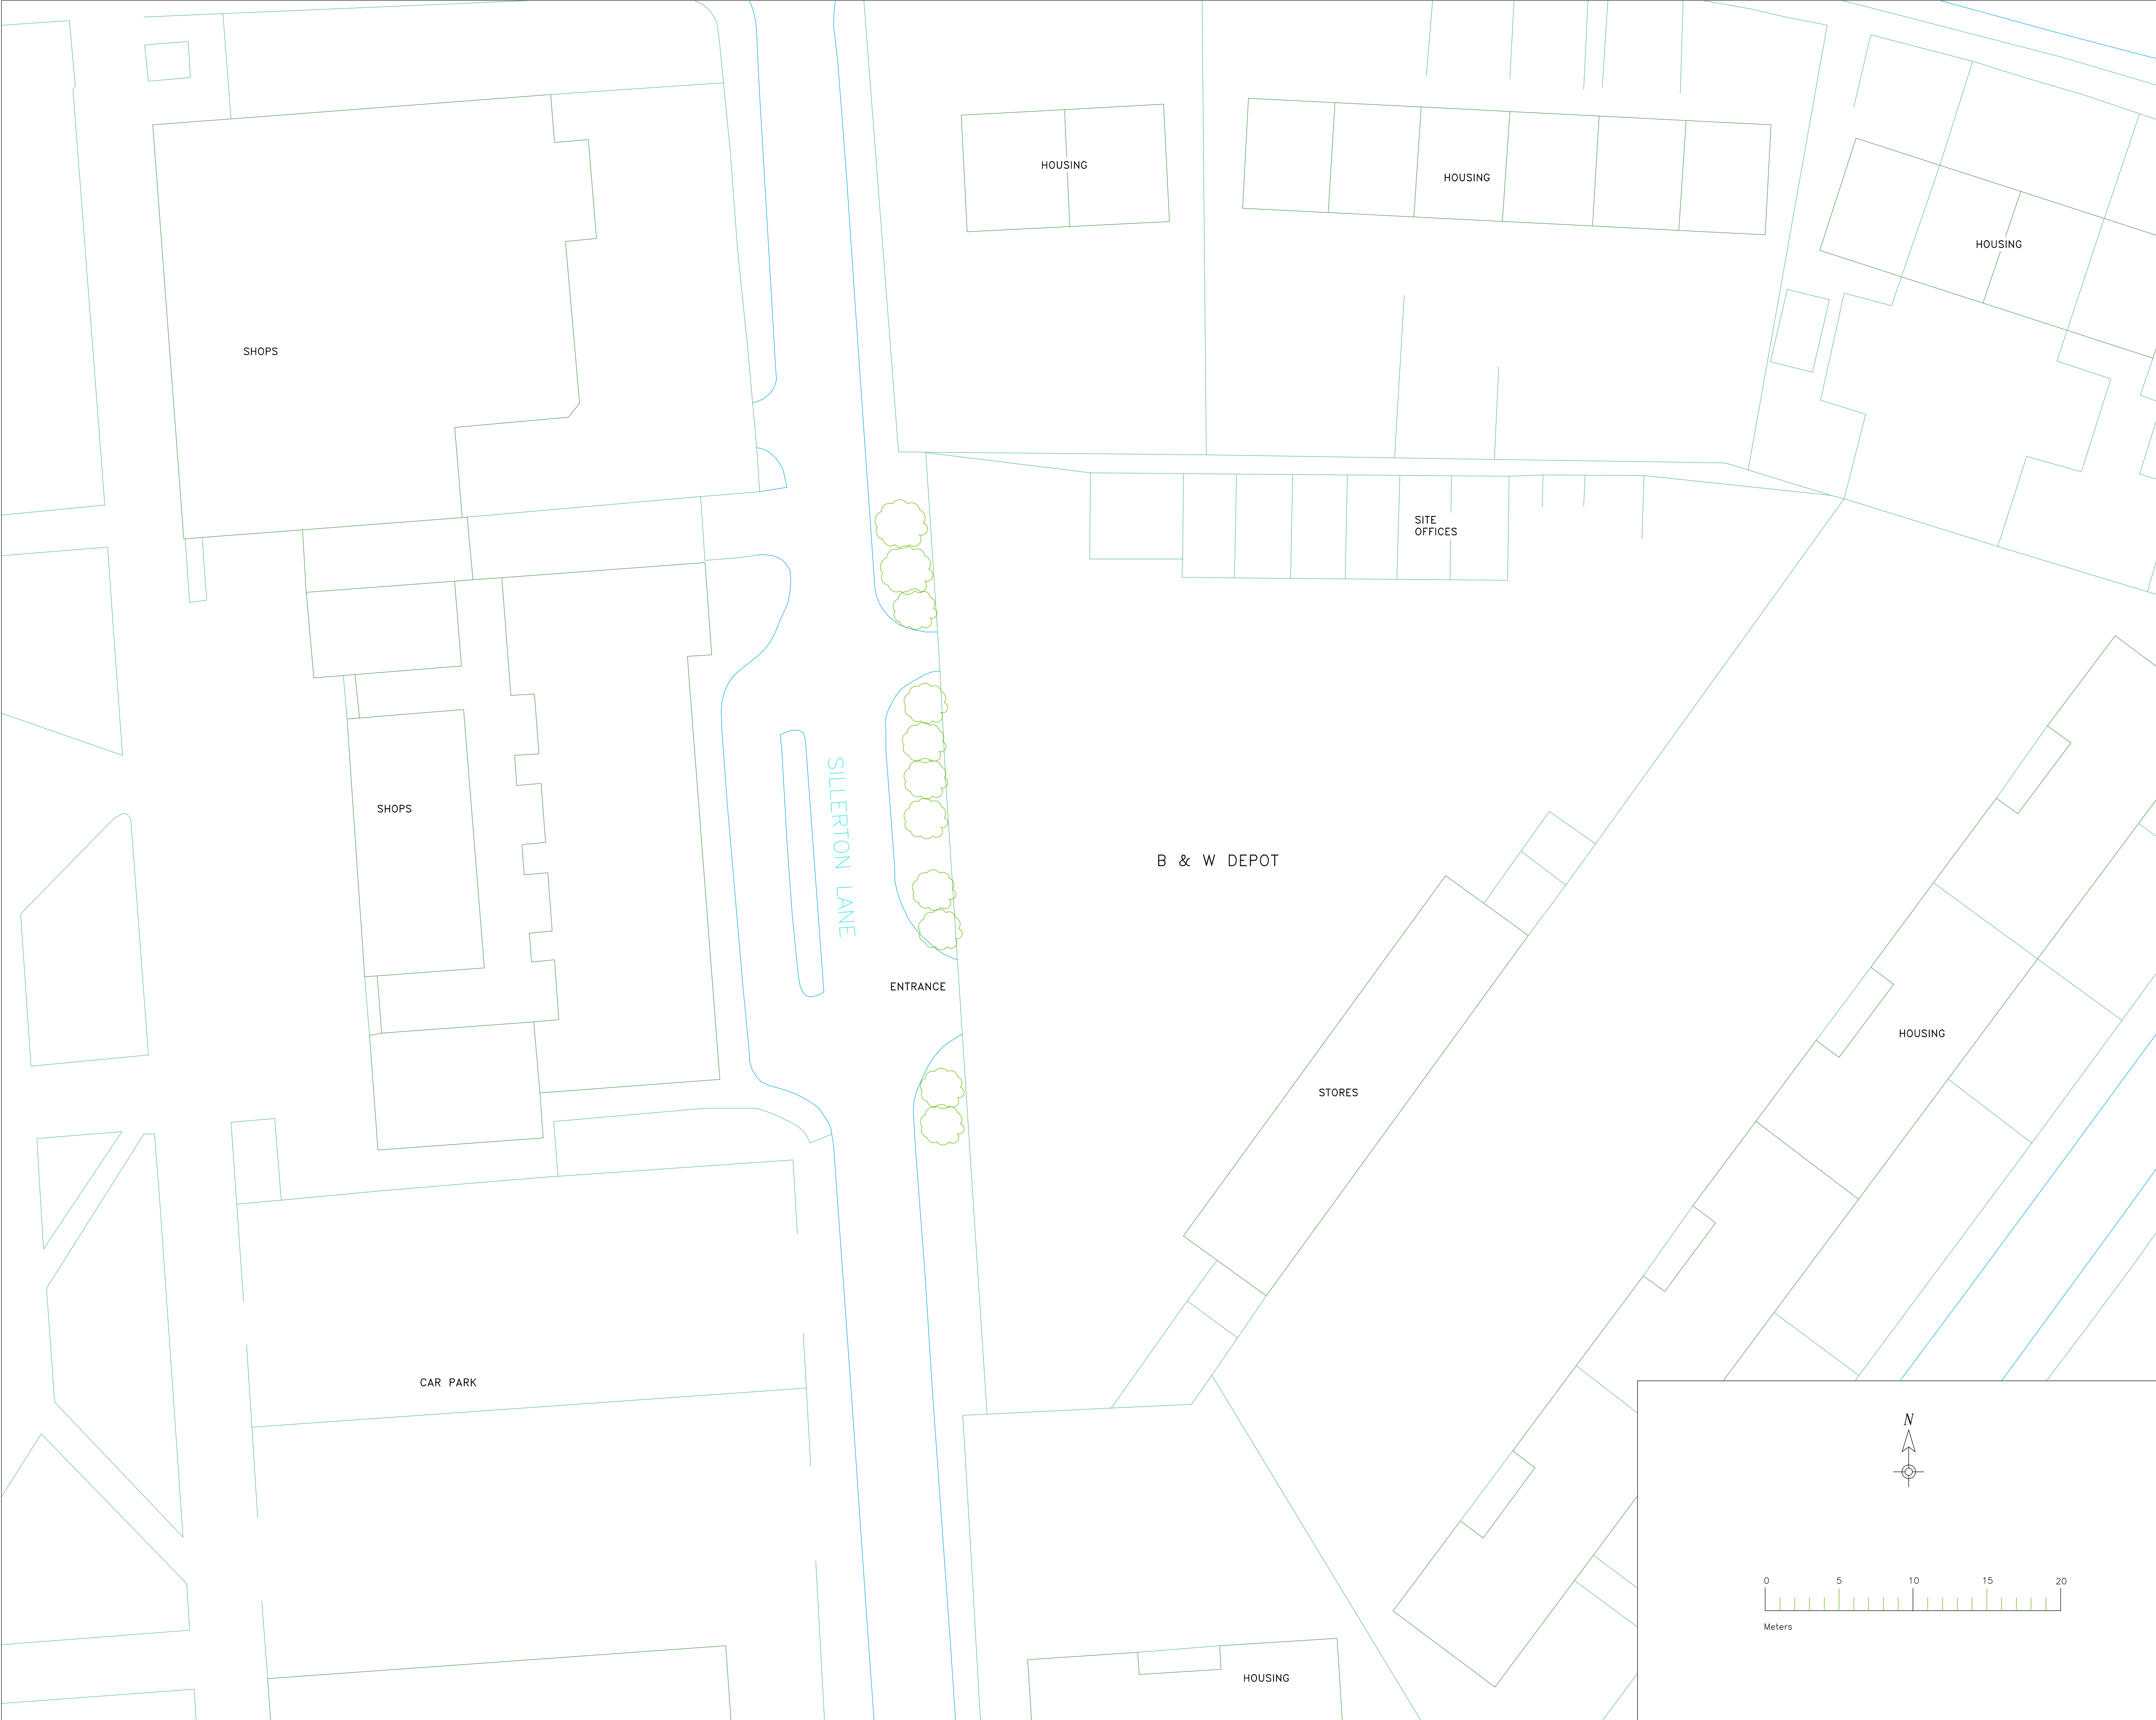 HOUSING
HOUSING
HOUSING
SHOPS
SITE
OFFICES
SHOPS
SILLERTON LANE
B & W DEPOT
ENTRANCE
HOUSING
STORES
CAR PARK
N
0 5 10 15 20
Meters
HOUSING